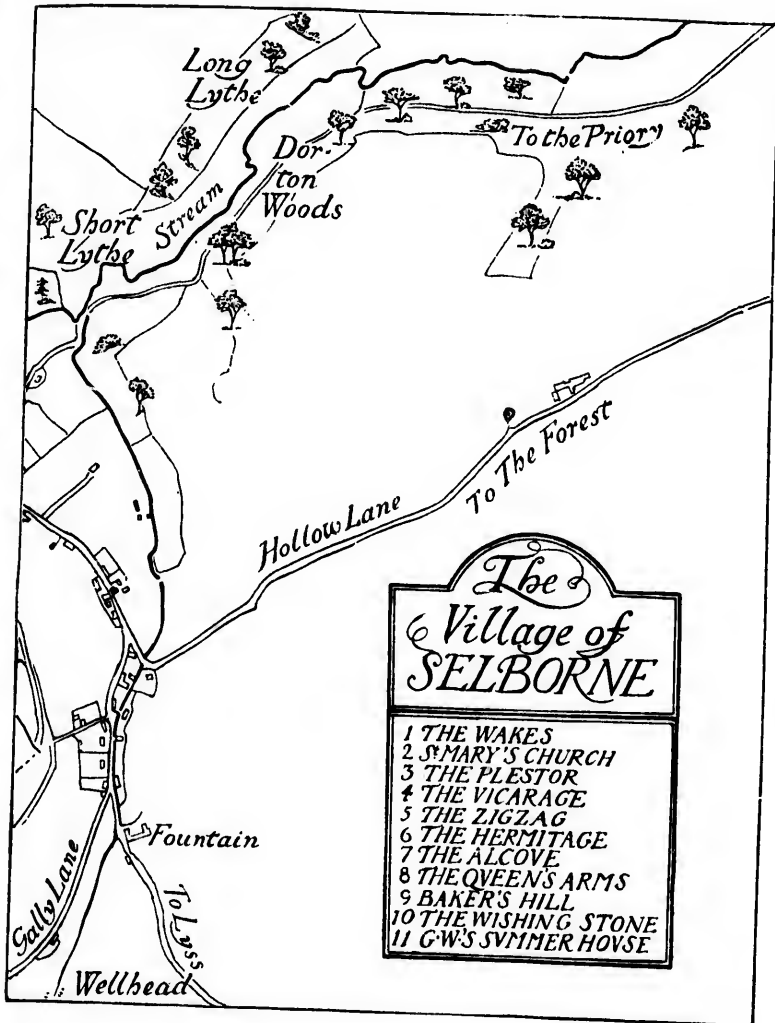 Long
Lythe
To the Priory
Dor-
ton
Woods
Stream
Short
Lythe
To The Forest
Hollow Lane
The
Village of
SELBORNE
1 THE WAKES
2 St MARY'S CHURCH
3 THE PLESTOR
4 THE VICARAGE
5 THE ZIGZAG
6 THE HERMITAGE
7 THE ALCOVE
8 THE QVEEN'S ARMS
9 BAKER'S HILL
10 THE WISHING STONE
11 G·W'S SVMMER HOVSE
Fountain
Gally Lane
To Lyss
Wellhead